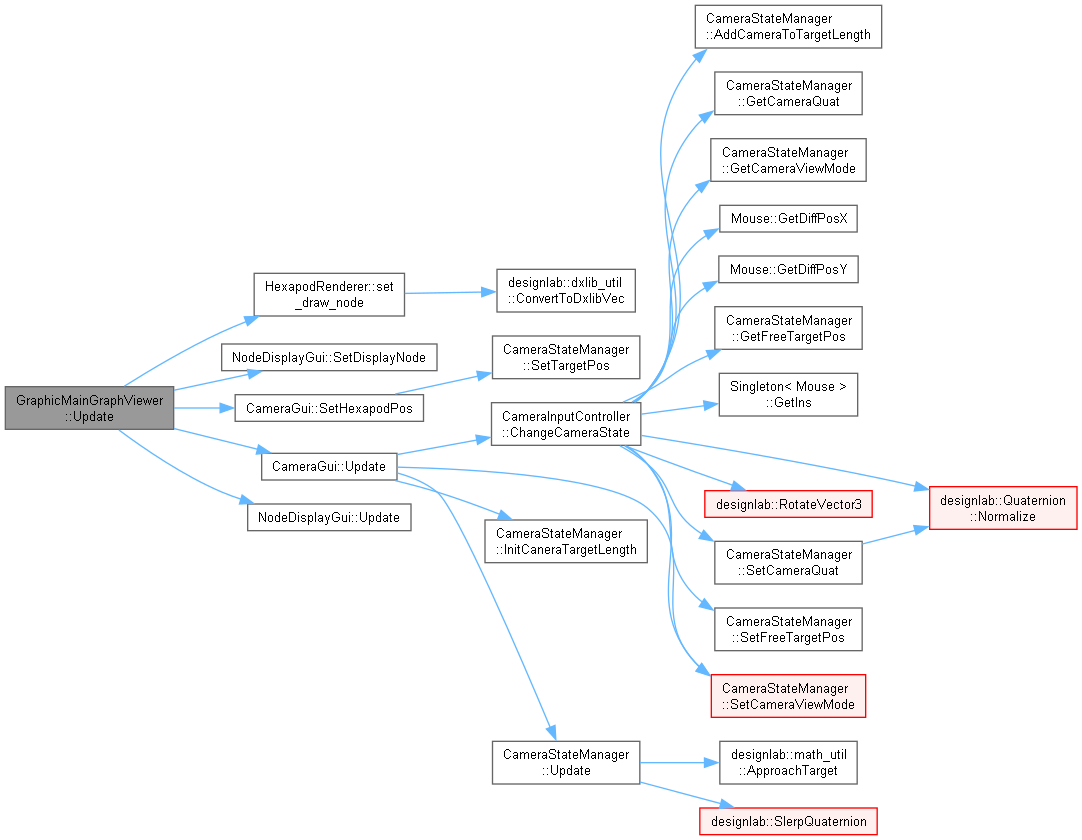 GraphicMainGraphViewer
::Update
HexapodRenderer::set
_draw_node
designlab::dxlib_util
::ConvertToDxlibVec
NodeDisplayGui::SetDisplayNode
CameraGui::SetHexapodPos
CameraStateManager
::SetTargetPos
CameraGui::Update
CameraInputController
::ChangeCameraState
CameraStateManager
::AddCameraToTargetLength
CameraStateManager
::GetCameraQuat
CameraStateManager
::GetCameraViewMode
Mouse::GetDiffPosX
Mouse::GetDiffPosY
CameraStateManager
::GetFreeTargetPos
Singleton< Mouse >
::GetIns
designlab::Quaternion
::Normalize
designlab::RotateVector3
CameraStateManager
::SetCameraQuat
CameraStateManager
::SetFreeTargetPos
CameraStateManager
::SetCameraViewMode
CameraStateManager
::InitCaneraTargetLength
CameraStateManager
::Update
designlab::math_util
::ApproachTarget
designlab::SlerpQuaternion
NodeDisplayGui::Update